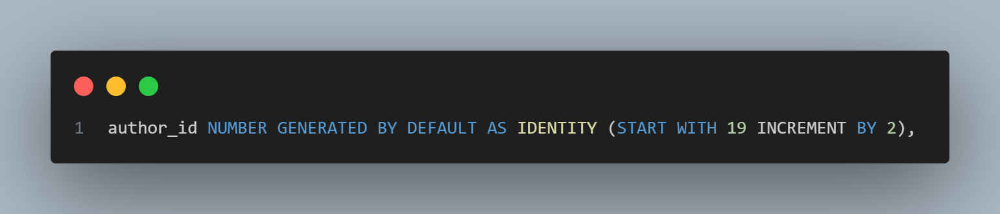 1 author_id NUMBER GENERATED BY DEFAULT AS IDENTITY (START WITH 19 INCREMENT BY 2),